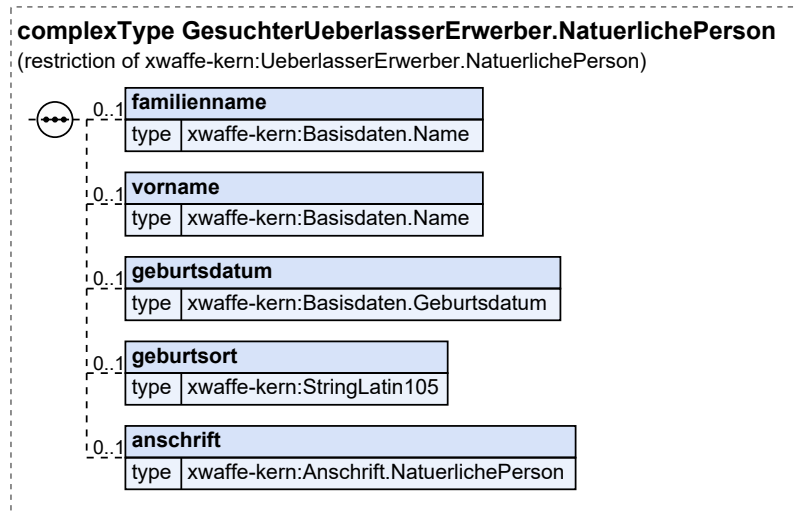 complexType GesuchterUeberlasserErwerber.NatuerlichePerson
(restriction of xwaffe-kern:UeberlasserErwerber.NatuerlichePerson)
0..1 familienname
type xwaffe-kern:Basisdaten.Name
0..1 vorname
type xwaffe-kern:Basisdaten.Name
0..1 geburtsdatum
type xwaffe-kern:Basisdaten.Geburtsdatum
0..1 geburtsort
type xwaffe-kern:StringLatin105
0..1 anschrift
type xwaffe-kern:Anschrift.NatuerlichePerson